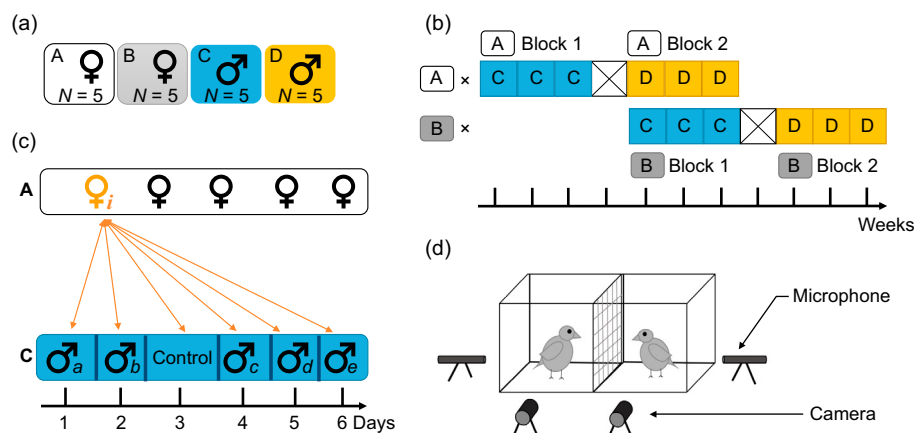 (a)
A ♀ N = 5
B ♀ N = 5
C ♂ N = 5
D ♂ N = 5
(b)
A Block 1 A Block 2
A × C C C D D D
B × C C C D D D
B Block 1 B Block 2
Weeks
(c)
A ♀i ♀ ♀ ♀ ♀
C ♂a ♂b Control ♂c ♂d ♂e
1 2 3 4 5 6 Days
(d)
Microphone
Camera